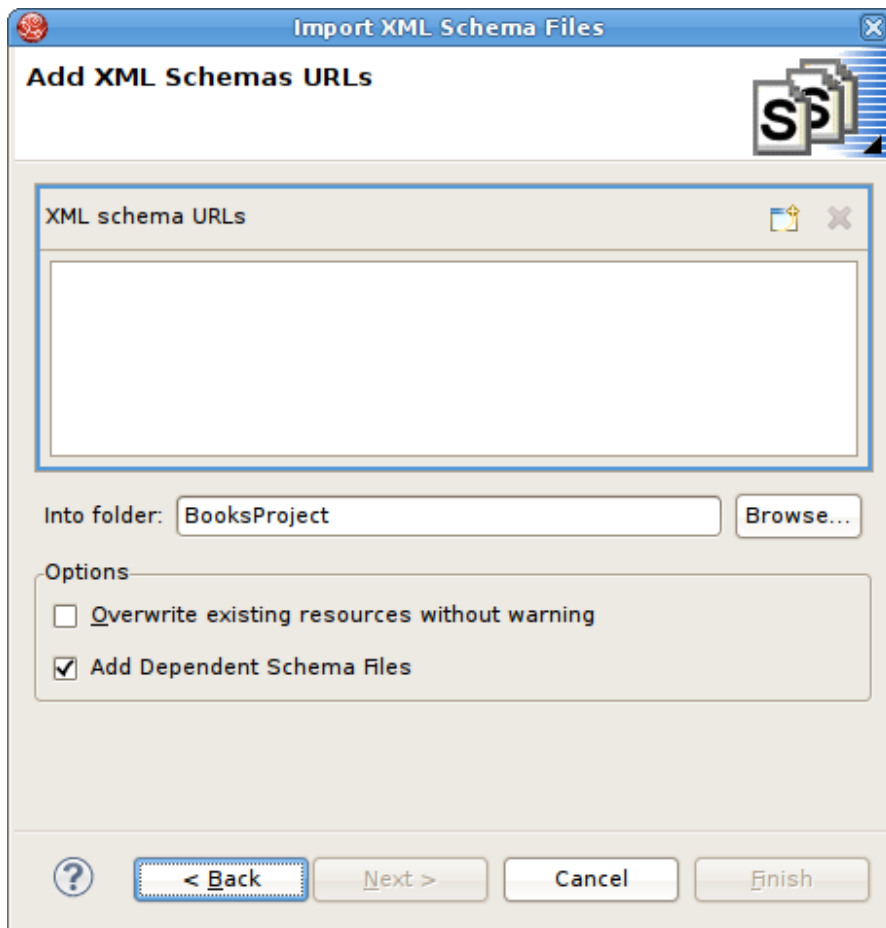 Import XML Schema Files
Add XML Schemas URLs
S S
XML schema URLs
Into folder: BooksProject Browse...
Options
Overwrite existing resources without warning
Add Dependent Schema Files
? < Back Next > Cancel Finish